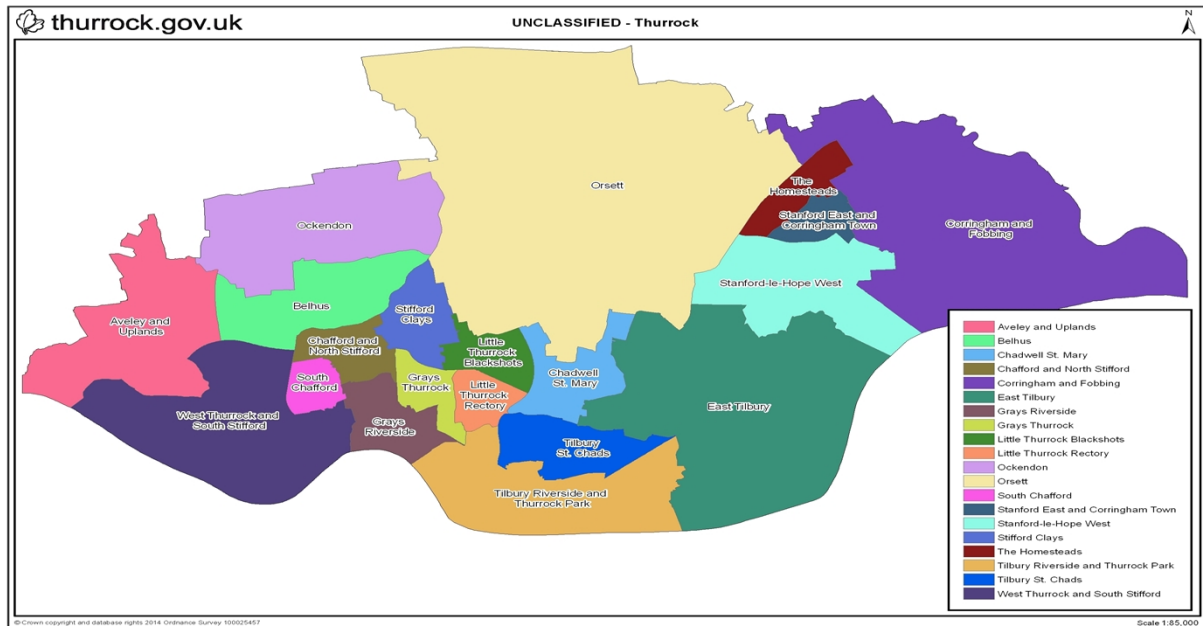 thurrock.gov.uk
UNCLASSIFIED - Thurrock
N
Orsett
The
Homesteads
Ockendon
Stanford East and
Corringham Town
Corringham and
Fobbing
Stanford-le-Hope West
Belhus
Stifford
Clays
Aveley and
Uplands
Chafford and
North Stifford
Little
Thurrock
Blackshots
South
Chafford
Grays
Thurrock
Little
Thurrock
Rectory
Chadwell
St. Mary
East Tilbury
West Thurrock and
South Stifford
Grays
Riverside
Tilbury
St. Chads
Tilbury Riverside and
Thurrock Park
Aveley and Uplands
Belhus
Chadwell St. Mary
Chafford and North Stifford
Corringham and Fobbing
East Tilbury
Grays Riverside
Grays Thurrock
Little Thurrock Blackshots
Little Thurrock Rectory
Ockendon
Orsett
South Chafford
Stanford East and Corringham Town
Stanford-le-Hope West
Stifford Clays
The Homesteads
Tilbury Riverside and Thurrock Park
Tilbury St. Chads
West Thurrock and South Stifford
© Crown copyright and database rights 2014 Ordnance Survey 100025457
Scale 1:85,000